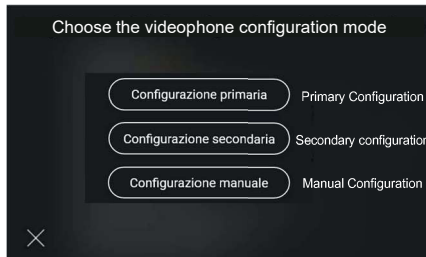 Choose the videophone configuration mode
Configurazione primaria Primary Configuration
Configurazione secondaria Secondary configuration
Configurazione manuale Manual Configuration